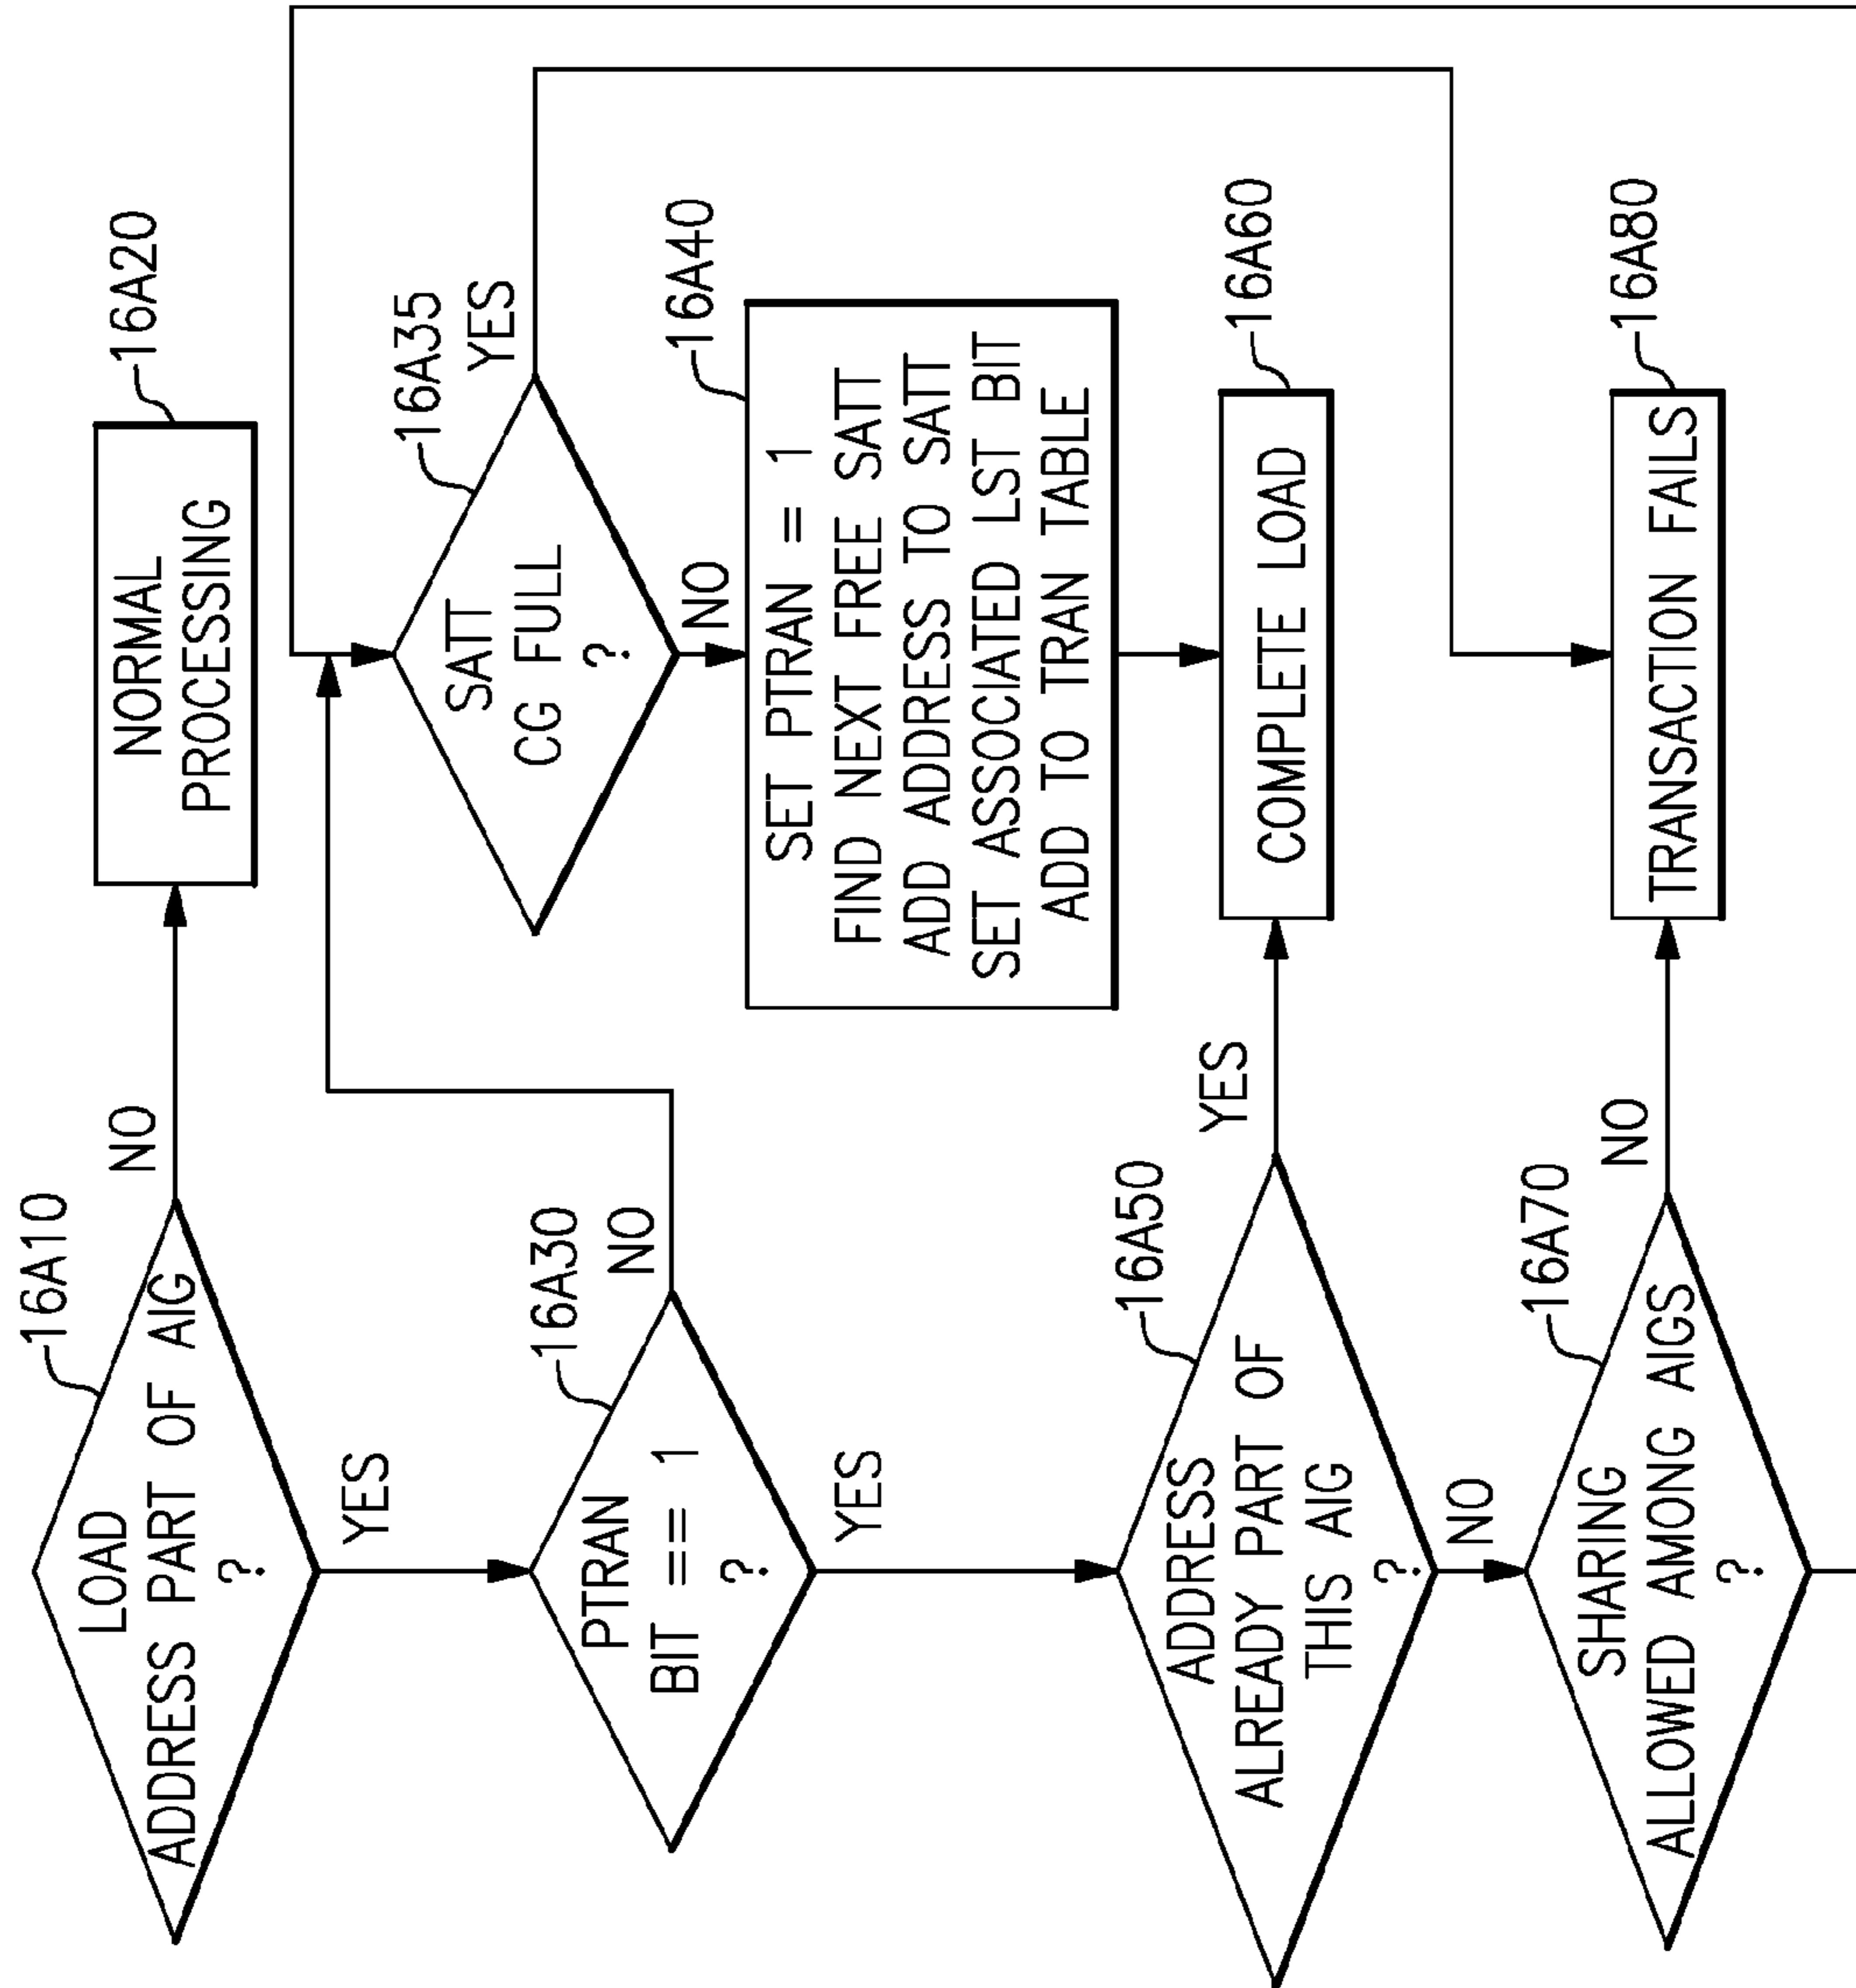 16A10
LOAD
ADDRESS PART OF AIG
?
NO
YES
16A20
NORMAL
PROCESSING
16A30
PTRAN
BIT == 1
?
NO
YES
16A35
SATT
CG FULL
?
YES
NO
16A40
SET PTRAN = 1
FIND NEXT FREE SATT
ADD ADDRESS TO SATT
SET ASSOCIATED LST BIT
ADD TO TRAN TABLE
16A50
ADDRESS
ALREADY PART OF
THIS AIG
?
YES
NO
16A60
COMPLETE LOAD
16A70
SHARING
ALLOWED AMONG AIGS
?
NO
16A80
TRANSACTION FAILS